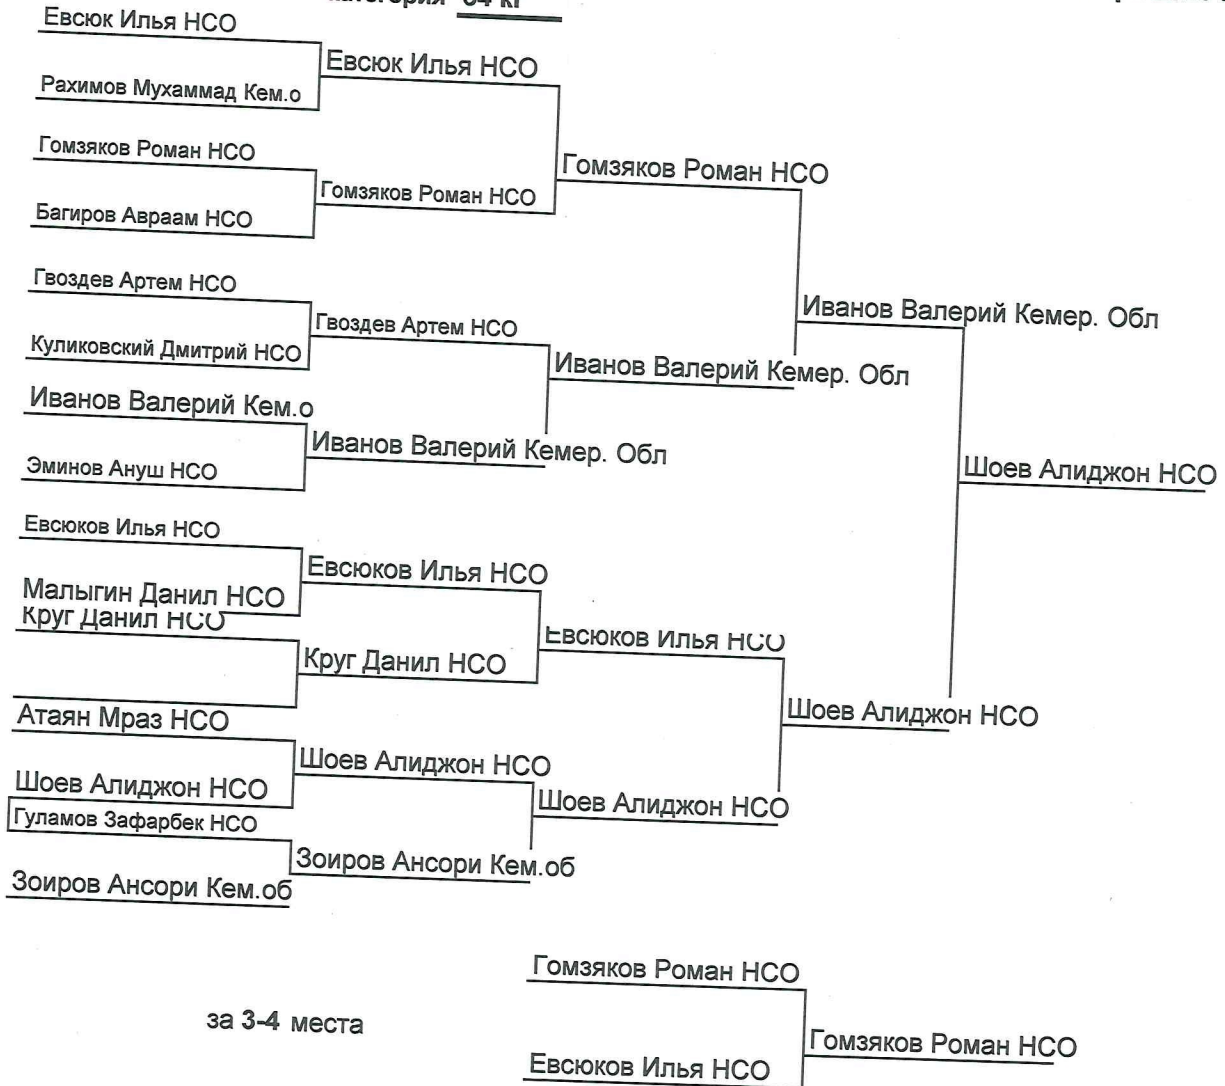 категория 34 кг
Евсюк Илья НСО
Евсюк Илья НСО
Рахимов Мухаммад Кем.о
Гомзяков Роман НСО
Гомзяков Роман НСО
Гомзяков Роман НСО
Багиров Авраам НСО
Гвоздев Артем НСО
Иванов Валерий Кемер. Обл
Гвоздев Артем НСО
Куликовский Дмитрий НСО
Иванов Валерий Кемер. Обл
Иванов Валерий Кем.о
Иванов Валерий Кемер. Обл
Эминов Ануш НСО
Шоев Алиджон НСО
Евсюков Илья НСО
Евсюков Илья НСО
Малыгин Данил НСО
Круг Данил НСО
Евсюков Илья НСО
Круг Данил НСО
Атаян Мраз НСО
Шоев Алиджон НСО
Шоев Алиджон НСО
Шоев Алиджон НСО
Шоев Алиджон НСО
Гуламов Зафарбек НСО
Зоиров Ансори Кем.об
Зоиров Ансори Кем.об
Гомзяков Роман НСО
за 3-4 места
Гомзяков Роман НСО
Евсюков Илья НСО